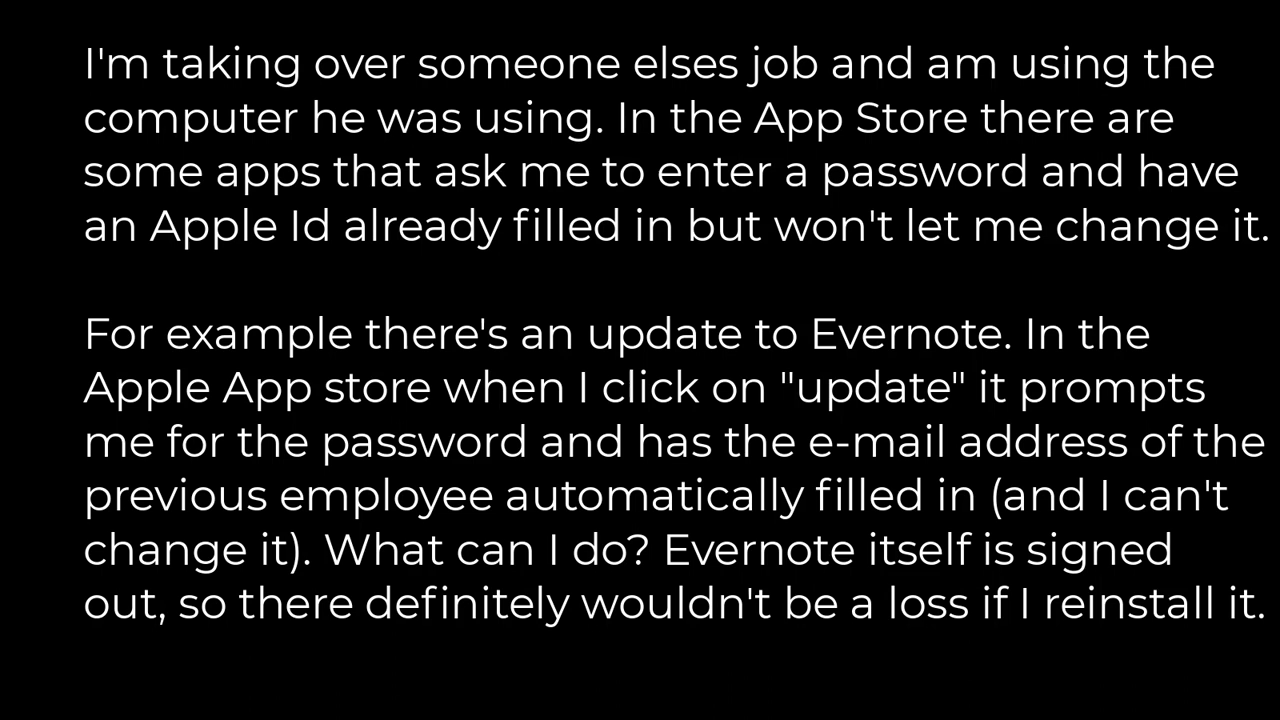 I'm taking over someone elses job and am using the
computer he was using. In the App Store there are
some apps that ask me to enter a password and have
an Apple Id already filled in but won't let me change it.
For example there's an update to Evernote. In the
Apple App store when I click on "update" it prompts
me for the password and has the e-mail address of the
previous employee automatically filled in (and I can't
change it). What can I do? Evernote itself is signed
out, so there definitely wouldn't be a loss if I reinstall it.